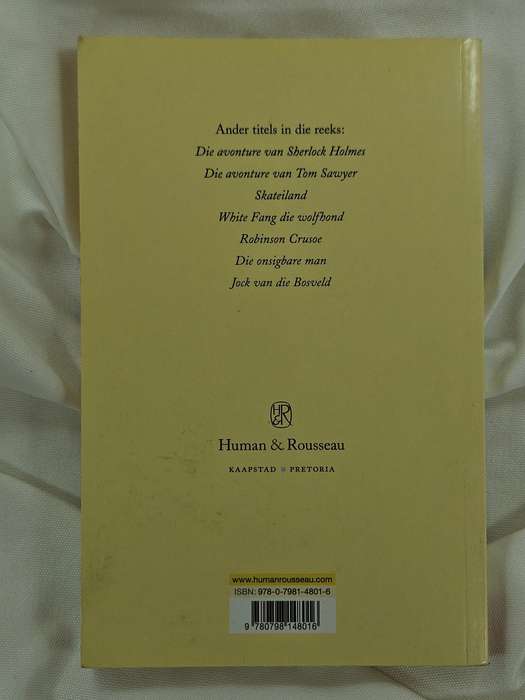 Ander titels in die reeks:
Die avonture van Sherlock Holmes
Die avonture van Tom Sawyer
Skateiland
White Fang die wolfhond
Robinson Crusoe
Die onsigbare man
Jock van die Bosveld
H&R
Human & Rousseau
KAAPSTAD PRETORIA
www.humanrousseau.com
ISBN: 978-0-7981-4801-6
9 780798 148016